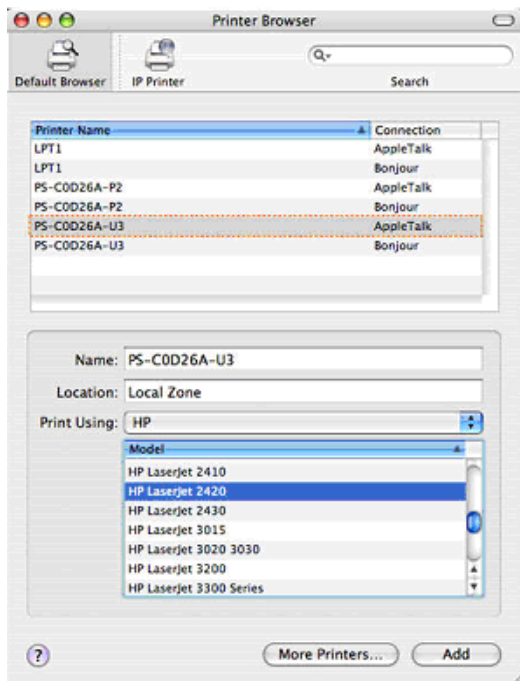 Printer Browser
Default Browser
IP Printer
Search
Printer Name Connection
LPT1 AppleTalk
LPT1 Bonjour
PS-C0D26A-P2 AppleTalk
PS-C0D26A-P2 Bonjour
PS-C0D26A-U3 AppleTalk
PS-C0D26A-U3 Bonjour
Name: PS-C0D26A-U3
Location: Local Zone
Print Using: HP
Model
HP LaserJet 2410
HP LaserJet 2420
HP LaserJet 2430
HP LaserJet 3015
HP LaserJet 3020 3030
HP LaserJet 3200
HP LaserJet 3300 Series
? More Printers... Add